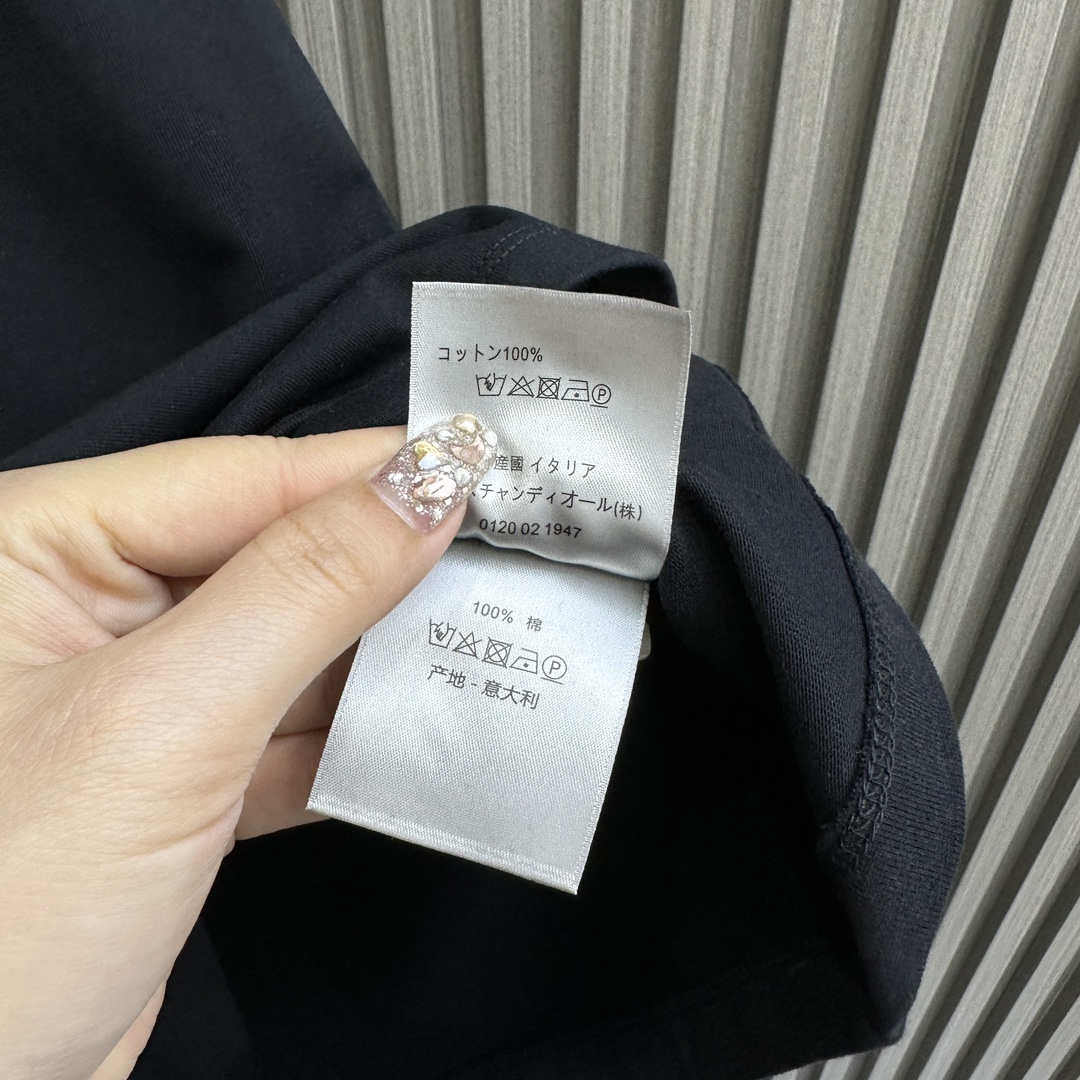 コットン100%
産國 イタリア
チャンディオール(株)
0120 02 1947
100% 棉
产地 - 意大利